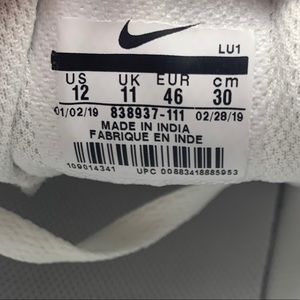 LU1
US UK EUR cm
12 11 46 30
01/02/19 838937-111 02/28/19
MADE IN INDIA
FABRIQUE EN INDE
109014341 UPC 00883418885953